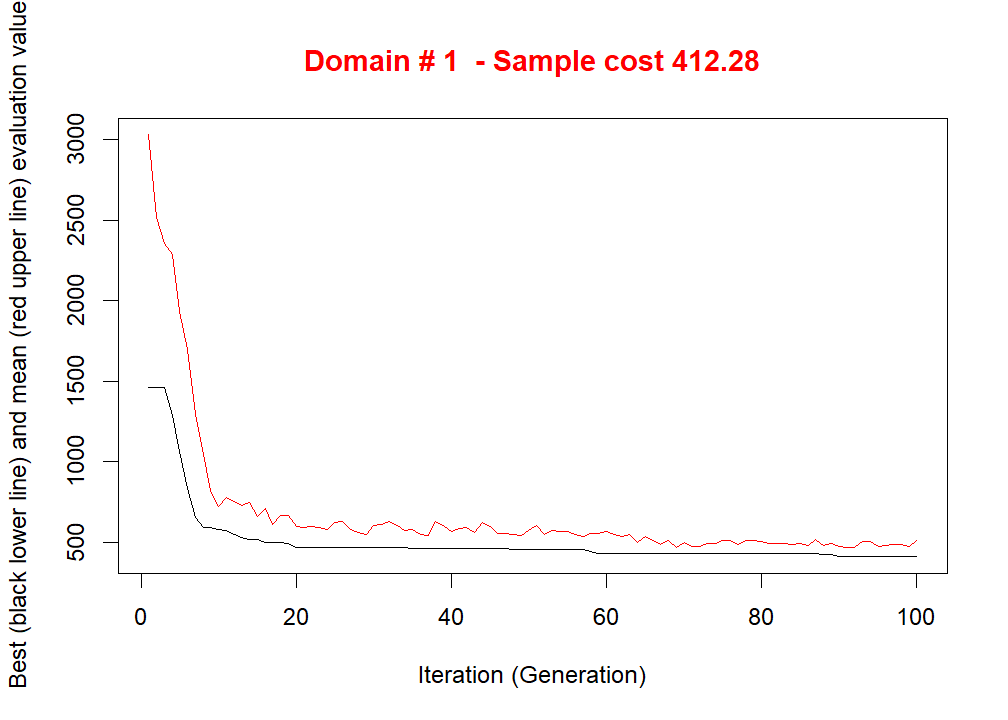 Domain # 1  - Sample cost 412.28
Best (black lower line) and mean (red upper line) evaluation value
3000
2500
2000
1500
1000
500
0 20 40 60 80 100
Iteration (Generation)